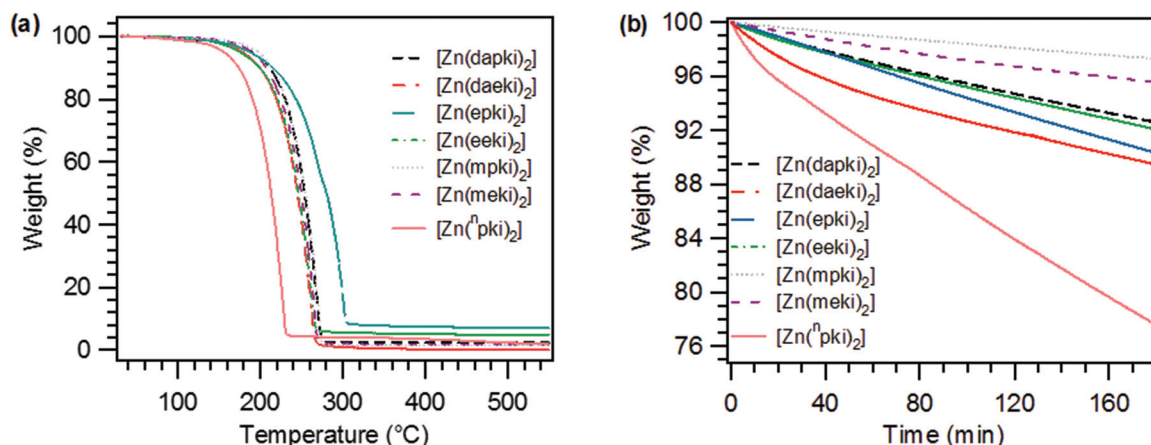 (a)
100
80
60
40
20
0
Weight (%)
[Zn(dapki)2]
[Zn(daeki)2]
[Zn(epki)2]
[Zn(eeki)2]
[Zn(mpki)2]
[Zn(meki)2]
[Zn(npki)2]
100 200 300 400 500
Temperature (°C)
(b)
100
96
92
88
84
80
76
Weight (%)
[Zn(dapki)2]
[Zn(daeki)2]
[Zn(epki)2]
[Zn(eeki)2]
[Zn(mpki)2]
[Zn(meki)2]
[Zn(npki)2]
0 40 80 120 160
Time (min)